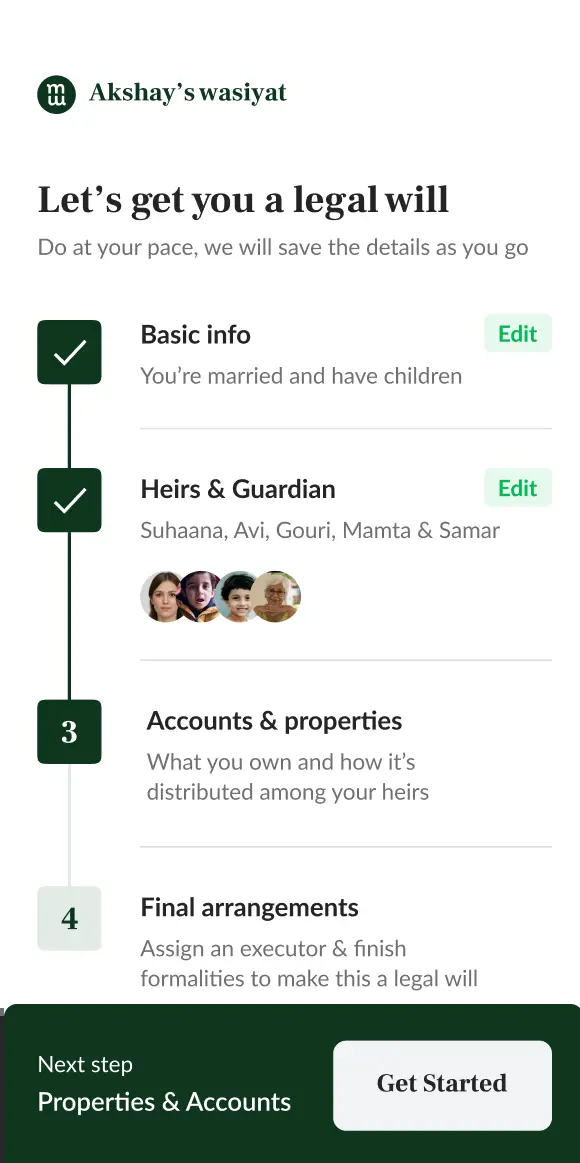 Akshay’s wasiyat
Let’s get you a legal will
Do at your pace, we will save the details as you go
Basic info
Edit
You’re married and have children
Heirs & Guardian
Edit
Suhaana, Avi, Gouri, Mamta & Samar
3
Accounts & properties
What you own and how it’s
distributed among your heirs
4
Final arrangements
Assign an executor & finish
formalities to make this a legal will
Next step
Properties & Accounts
Get Started